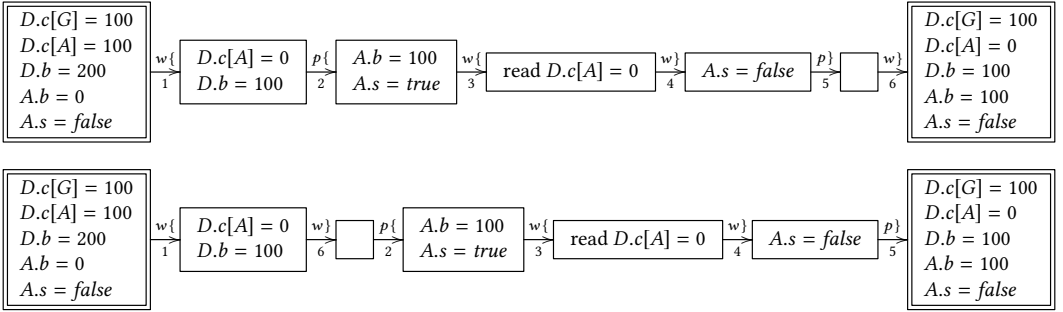 D.c[G] = 100
D.c[A] = 100
D.b = 200
A.b = 0
A.s = false
w{
1
D.c[A] = 0
D.b = 100
p{
2
A.b = 100
A.s = true
w{
3
read D.c[A] = 0
w}
4
A.s = false
p}
5
w}
6
D.c[G] = 100
D.c[A] = 0
D.b = 100
A.b = 100
A.s = false
D.c[G] = 100
D.c[A] = 100
D.b = 200
A.b = 0
A.s = false
w{
1
D.c[A] = 0
D.b = 100
w}
6
p{
2
A.b = 100
A.s = true
w{
3
read D.c[A] = 0
w}
4
A.s = false
p}
5
D.c[G] = 100
D.c[A] = 0
D.b = 100
A.b = 100
A.s = false